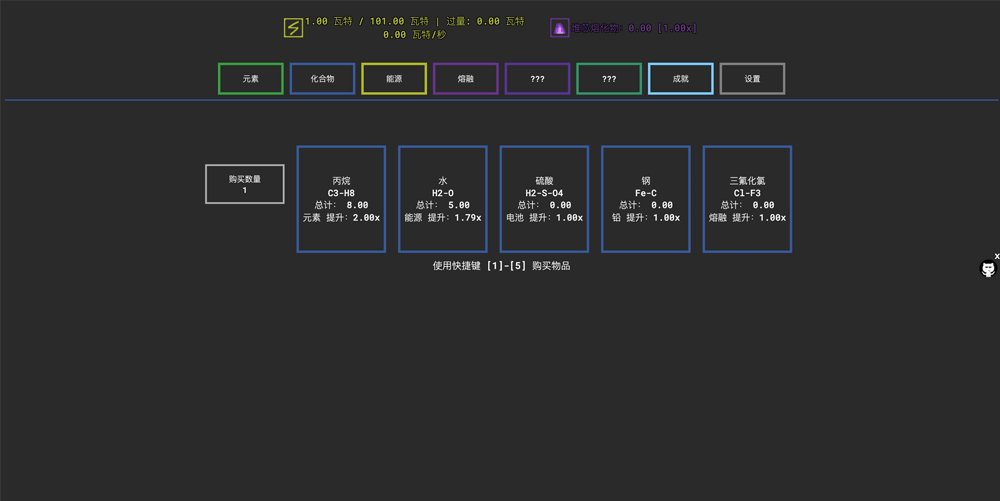 1.00 瓦特 / 101.00 瓦特 | 过量: 0.00 瓦特
0.00 瓦特/秒
堆芯熔化物: 0.00 [1.00x]
元素
化合物
能源
熔融
???
???
成就
设置
购买数量
1
丙烷
C3-H8
总计: 8.00
元素 提升: 2.00x
水
H2-O
总计: 5.00
能源 提升: 1.79x
硫酸
H2-S-O4
总计: 0.00
电池 提升: 1.00x
钢
Fe-C
总计: 0.00
铅 提升: 1.00x
三氟化氯
Cl-F3
总计: 0.00
熔融 提升: 1.00x
使用快捷键 [1]-[5] 购买物品
x